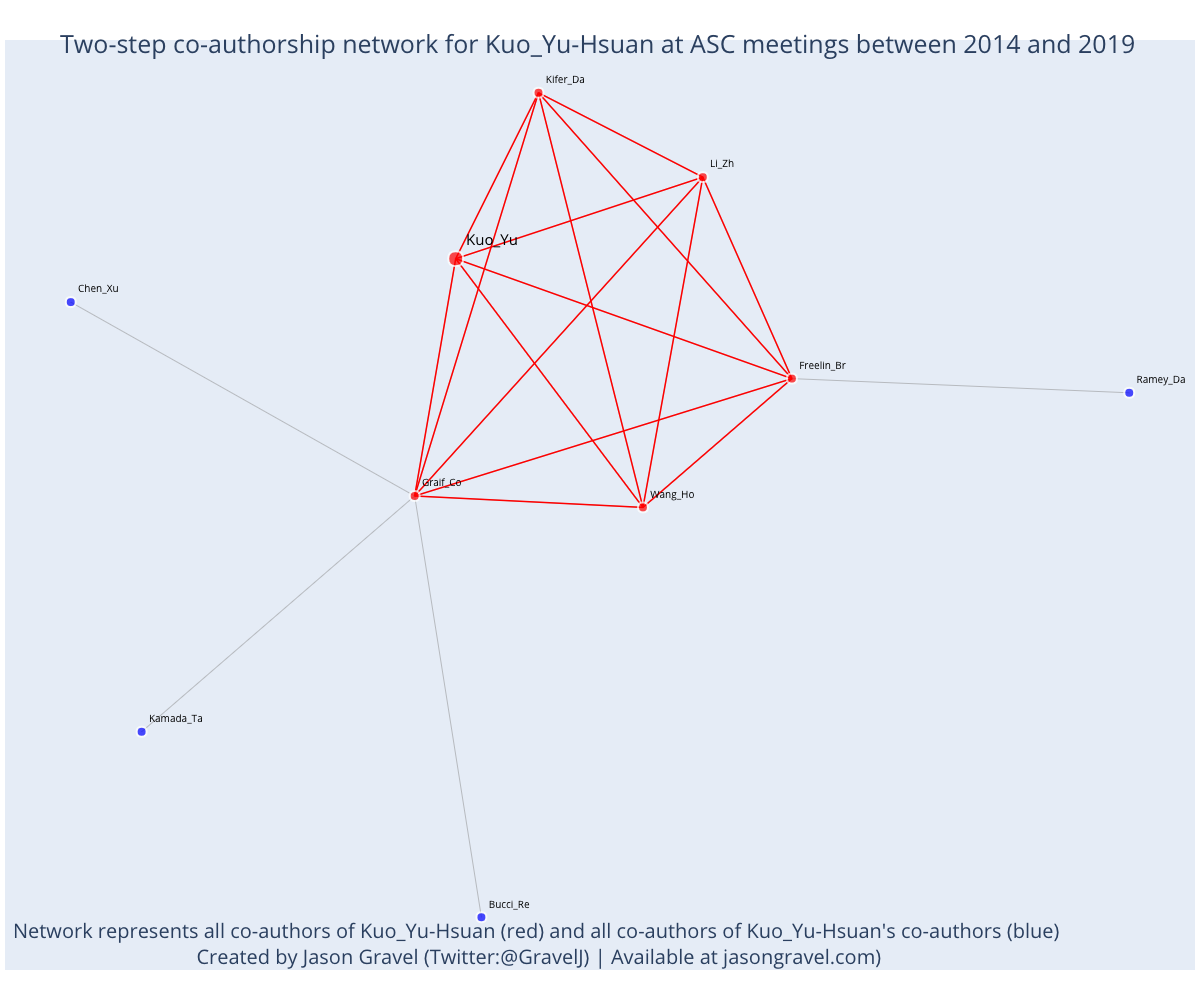 Two-step co-authorship network for Kuo_Yu-Hsuan at ASC meetings between 2014 and 2019
Kifer_Da
Li_Zh
Kuo_Yu
Chen_Xu
Freelin_Br
Ramey_Da
Graif_Co
Wang_Ho
Kamada_Ta
Bucci_Re
Network represents all co-authors of Kuo_Yu-Hsuan (red) and all co-authors of Kuo_Yu-Hsuan's co-authors (blue)
Created by Jason Gravel (Twitter:@GravelJ) | Available at jasongravel.com)